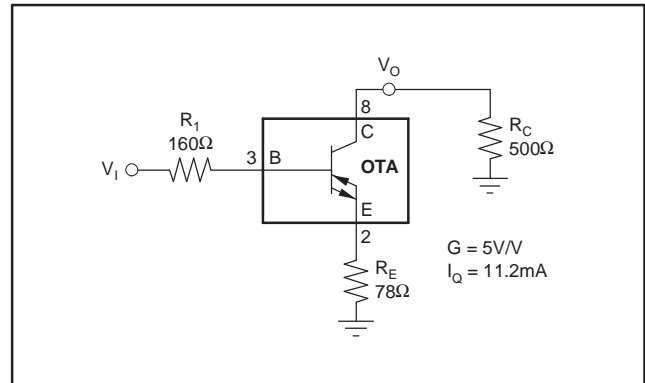 V_O
8
R_1
160Ω
C
R_C
500Ω
V_I
3 B
OTA
E
2
G = 5V/V
I_Q = 11.2mA
R_E
78Ω